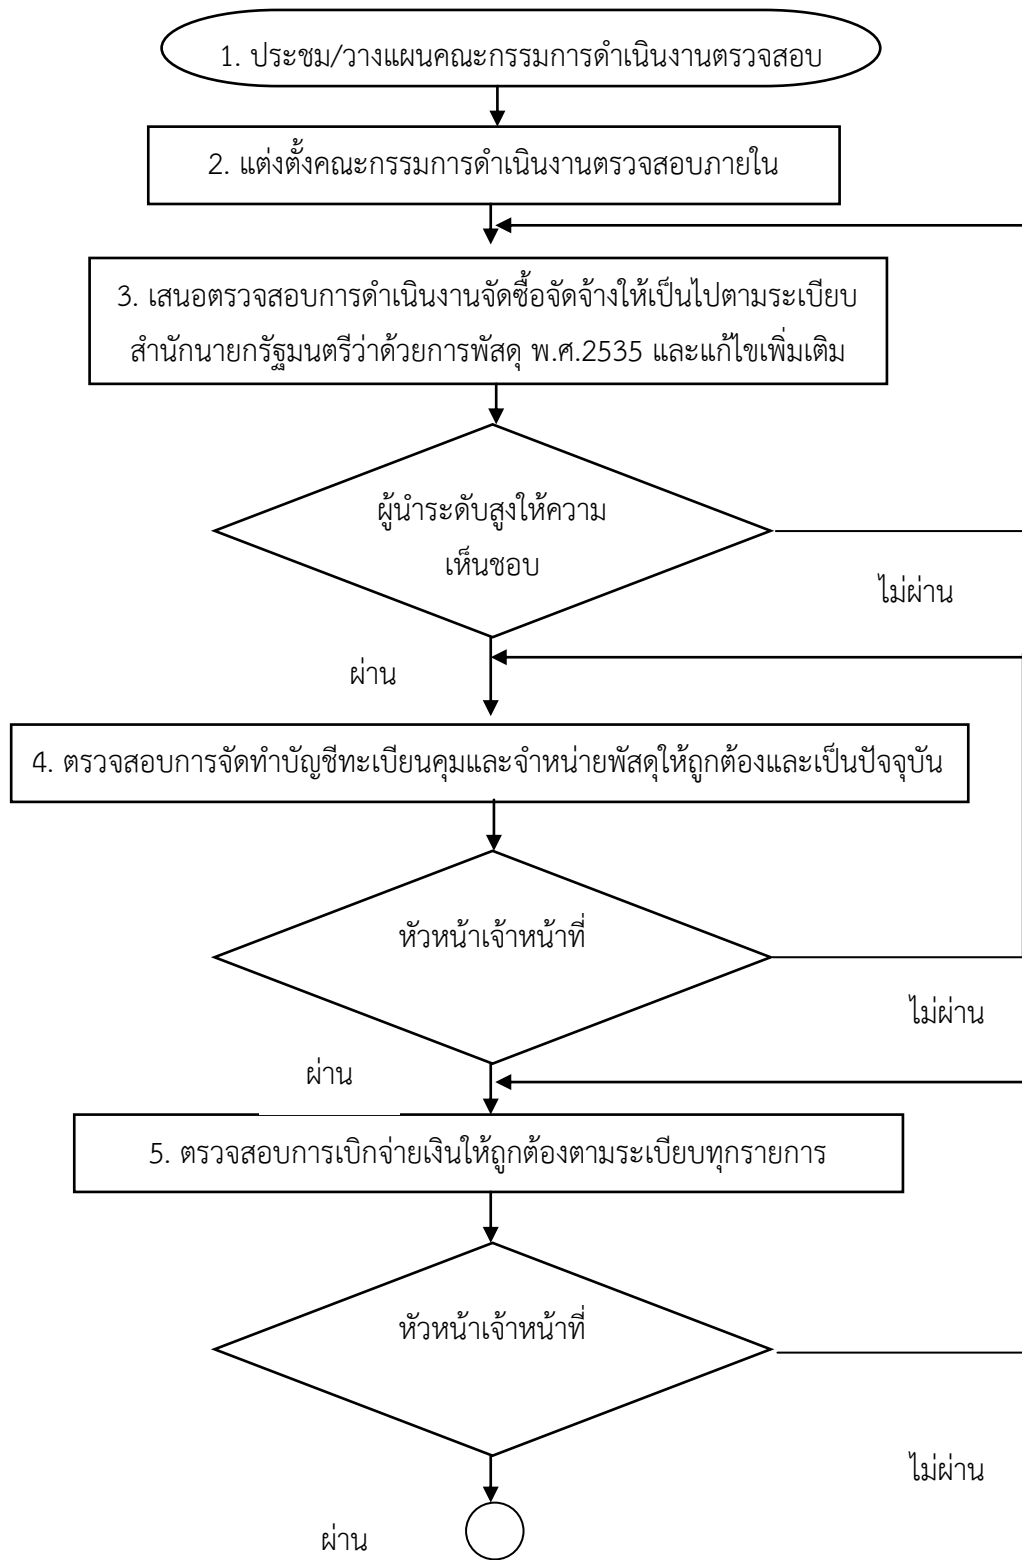 1. ประชม/วางแผนคณะกรรมการดำเนินงานตรวจสอบ
2. แต่งตั้งคณะกรรมการดำเนินงานตรวจสอบภายใน
3. เสนอตรวจสอบการดำเนินงานจัดซื้อจัดจ้างให้เป็นไปตามระเบียบ
สำนักนายกรัฐมนตรีว่าด้วยการพัสดุ พ.ศ.2535 และแก้ไขเพิ่มเติม
ผู้นำระดับสูงให้ความ
เห็นชอบ
ไม่ผ่าน
ผ่าน
4. ตรวจสอบการจัดทำบัญชีทะเบียนคุมและจำหน่ายพัสดุให้ถูกต้องและเป็นปัจจุบัน
หัวหน้าเจ้าหน้าที่
ไม่ผ่าน
ผ่าน
5. ตรวจสอบการเบิกจ่ายเงินให้ถูกต้องตามระเบียบทุกรายการ
หัวหน้าเจ้าหน้าที่
ไม่ผ่าน
ผ่าน